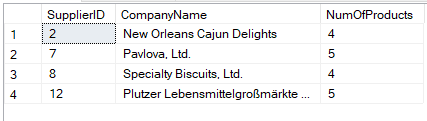 SupplierID CompanyName NumOfProducts
1 2 New Orleans Cajun Delights 4
2 7 Pavlova, Ltd. 5
3 8 Specialty Biscuits, Ltd. 4
4 12 Plutzer Lebensmittelgroßmärkte ... 5